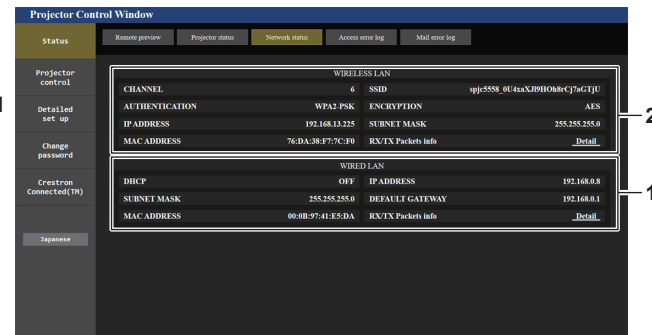 Projector Control Window
Status
Remote preview
Projector status
Network status
Access error log
Mail error log
Projector
control
Detailed
set up
Change
password
Crestron
Connected(TM)
Japanese
WIRELESS LAN
CHANNEL 6 SSID spjc5558_0U4xaXJl9HOh8rCj7aGTjU
AUTHENTICATION WPA2-PSK ENCRYPTION AES
IP ADDRESS 192.168.13.225 SUBNET MASK 255.255.255.0
MAC ADDRESS 76:DA:38:F7:7C:F0 RX/TX Packets info Detail
2
WIRED LAN
DHCP OFF IP ADDRESS 192.168.0.8
SUBNET MASK 255.255.255.0 DEFAULT GATEWAY 192.168.0.1
MAC ADDRESS 00:0B:97:41:E5:DA RX/TX Packets info Detail
1